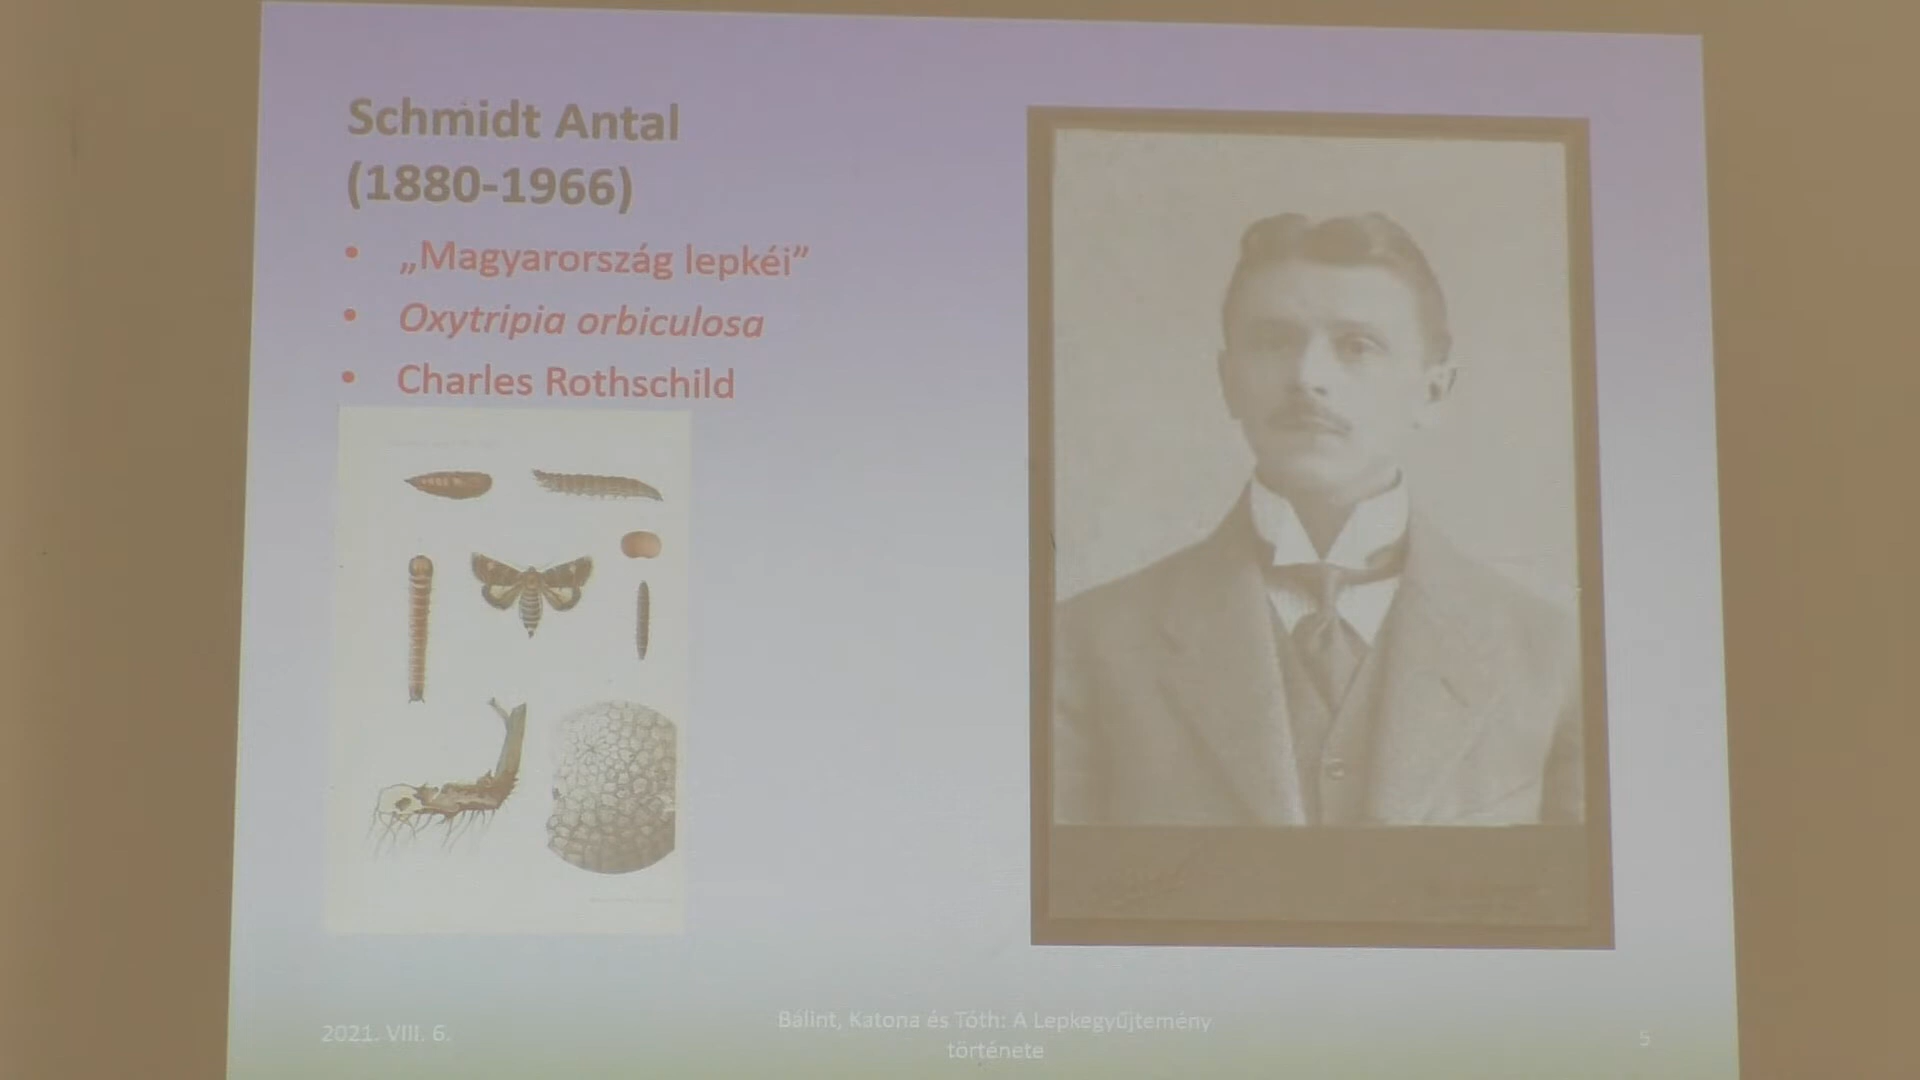 Schmidt Antal
(1880-1966)
• „Magyarország lepkéi”
• Oxytripia orbiculosa
• Charles Rothschild
2021. VIII. 6.
Bálint, Katona és Tóth: A Lepkegyűjtemény
története
5